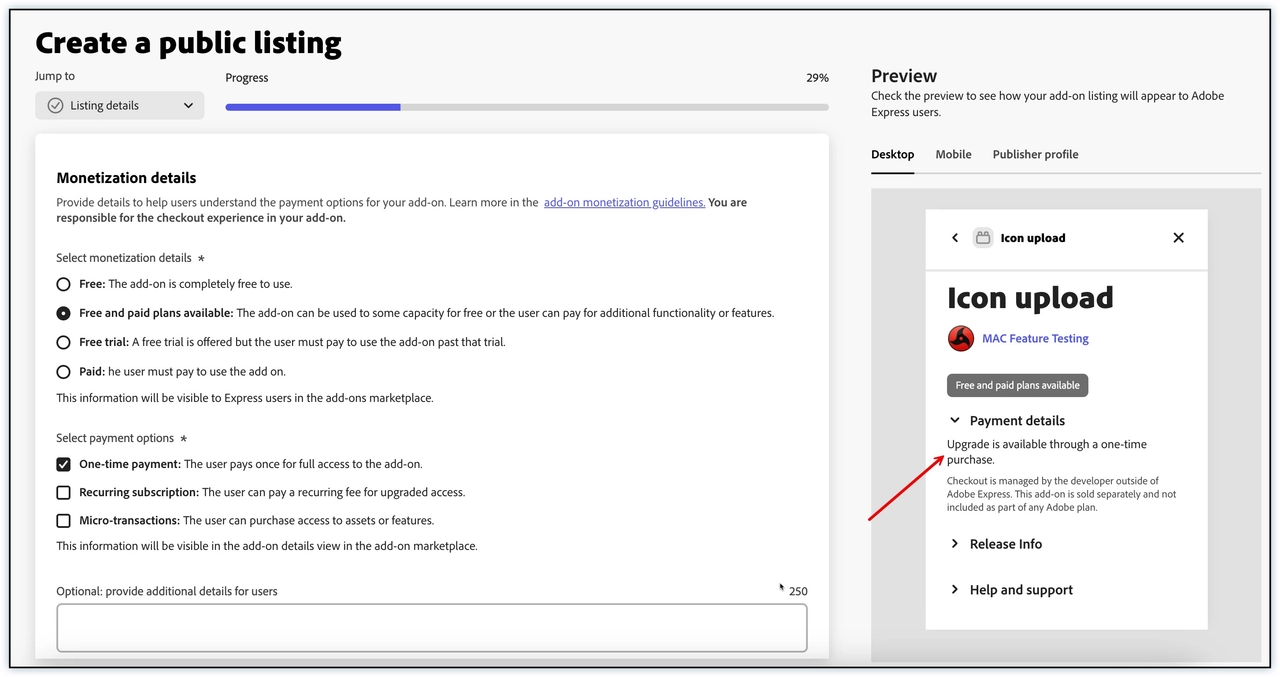 Create a public listing
Jump to
Listing details
Progress
29%
Monetization details
Provide details to help users understand the payment options for your add-on. Learn more in the add-on monetization guidelines. You are
responsible for the checkout experience in your add-on.
Select monetization details *
Free: The add-on is completely free to use.
Free and paid plans available: The add-on can be used to some capacity for free or the user can pay for additional functionality or features.
Free trial: A free trial is offered but the user must pay to use the add-on past that trial.
Paid: he user must pay to use the add on.
This information will be visible to Express users in the add-ons marketplace.
Select payment options *
One-time payment: The user pays once for full access to the add-on.
Recurring subscription: The user can pay a recurring fee for upgraded access.
Micro-transactions: The user can purchase access to assets or features.
This information will be visible in the add-on details view in the add-on marketplace.
Optional: provide additional details for users
250
Preview
Check the preview to see how your add-on listing will appear to Adobe
Express users.
Desktop
Mobile
Publisher profile
Icon upload
Icon upload
MAC Feature Testing
Free and paid plans available
Payment details
Upgrade is available through a one-time
purchase.
Checkout is managed by the developer outside of
Adobe Express. This add-on is sold separately and not
included as part of any Adobe plan.
Release Info
Help and support